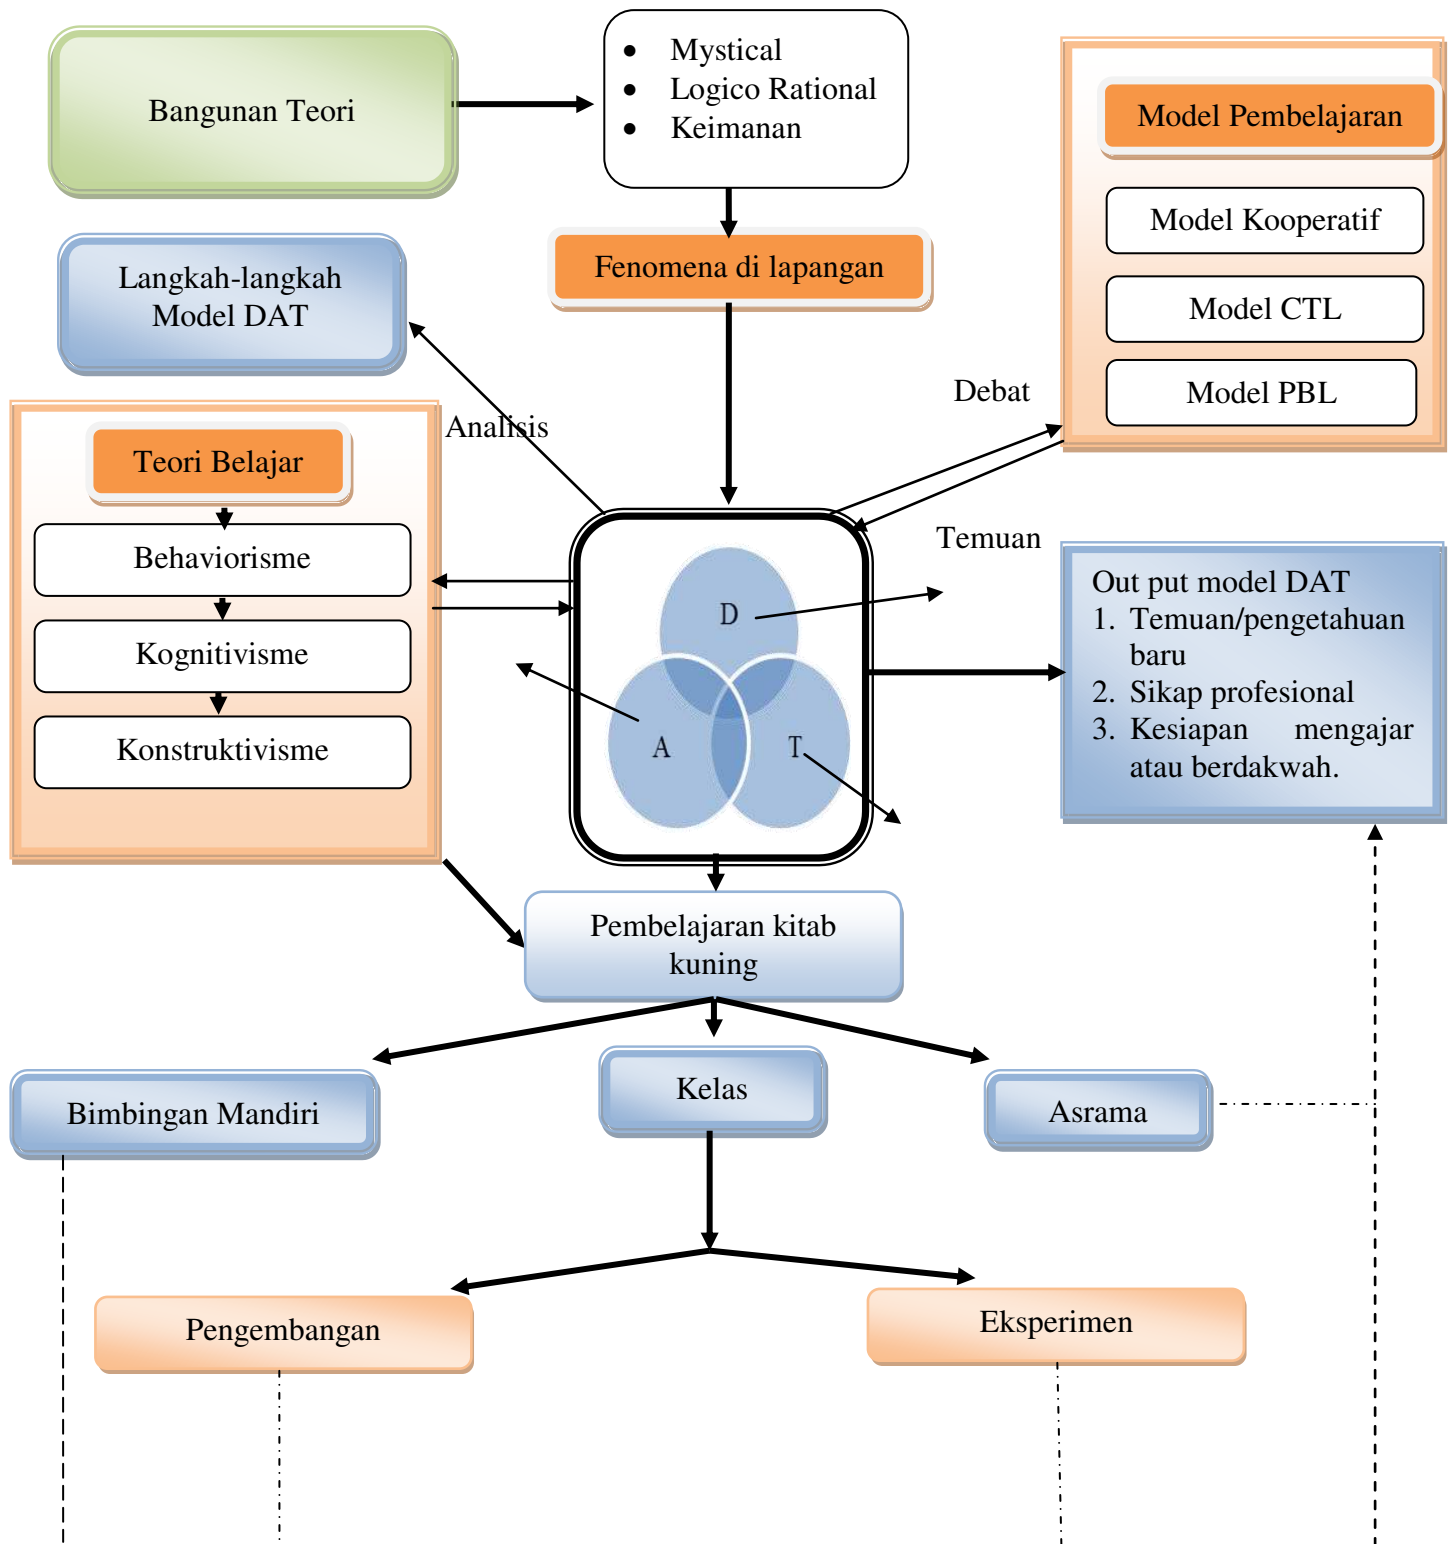 Bangunan Teori
• Mystical
• Logico Rational
• Keimanan
Model Pembelajaran
Model Kooperatif
Model CTL
Model PBL
Fenomena di lapangan
Langkah-langkah
Model DAT
Debat
Analisis
Teori Belajar
Behaviorisme
Kognitivisme
Konstruktivisme
Temuan
D
A
T
Out put model DAT
1. Temuan/pengetahuan
baru
2. Sikap profesional
3. Kesiapan mengajar
atau berdakwah.
Pembelajaran kitab
kuning
Bimbingan Mandiri
Kelas
Asrama
Pengembangan
Eksperimen